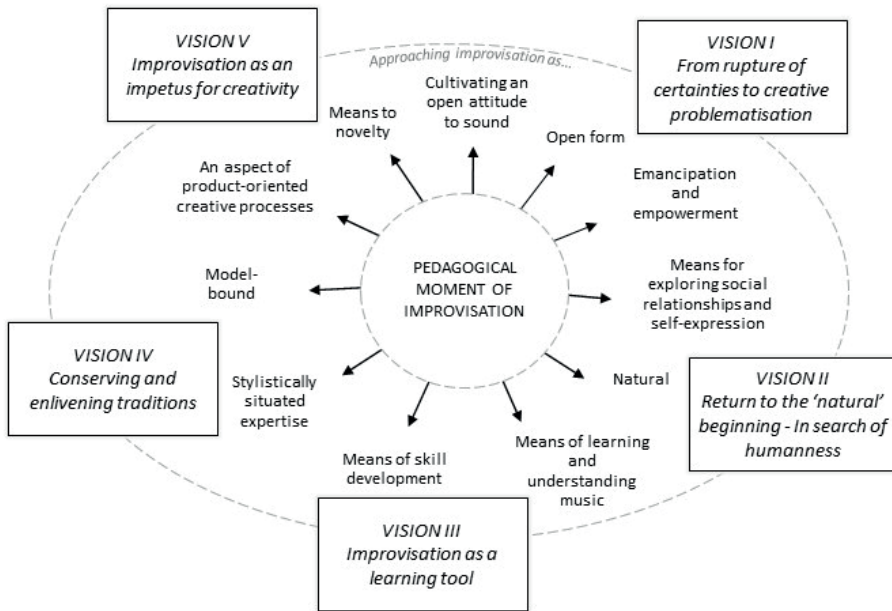 VISION V
Improvisation as an
impetus for creativity
Approaching improvisation as...
VISION I
From rupture of
certainties to creative
problematisation
Cultivating an
open attitude
to sound
Means to
novelty
Open form
An aspect of
product-oriented
creative processes
Emancipation
and
empowerment
Model-
bound
PEDAGOGICAL
MOMENT OF
IMPROVISATION
Means for
exploring social
relationships and
self-expression
VISION IV
Conserving and
enlivening traditions
Stylistically
situated
expertise
Natural
VISION II
Return to the ‘natural’
beginning - In search of
humanness
Means of skill
development
Means of learning
and
understanding
music
VISION III
Improvisation as a
learning tool